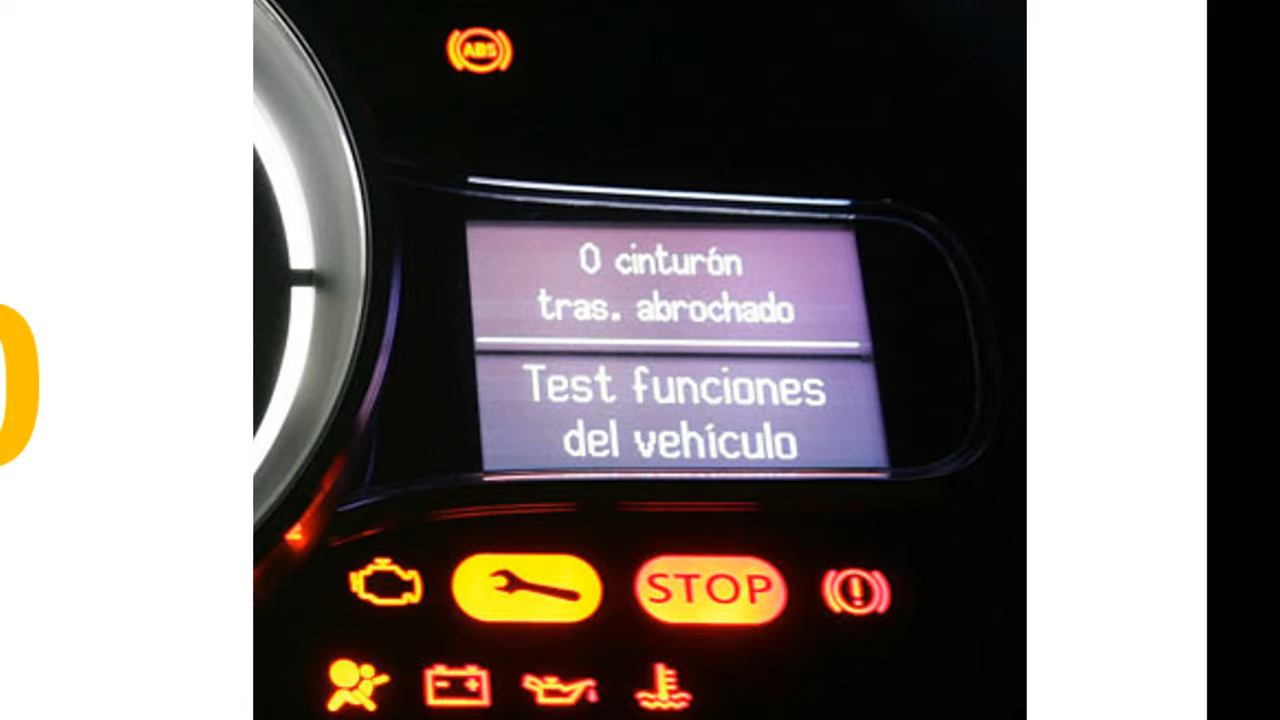 ABS
0 cinturón
tras. abrochado
Test funciones
del vehículo
STOP